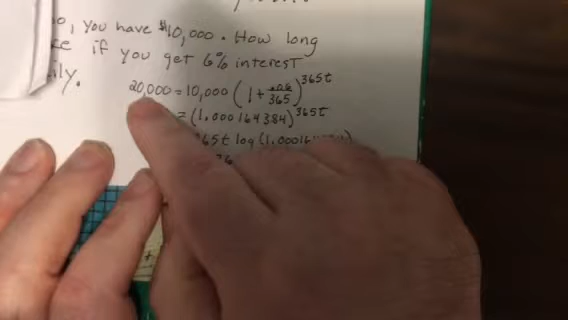 , you have $10,000. How long
if you get 6% interest
ily.
20,000 = 10,000 (1 + .06/365)^365t
= (1.000164384)^365t
65t log(1.00016